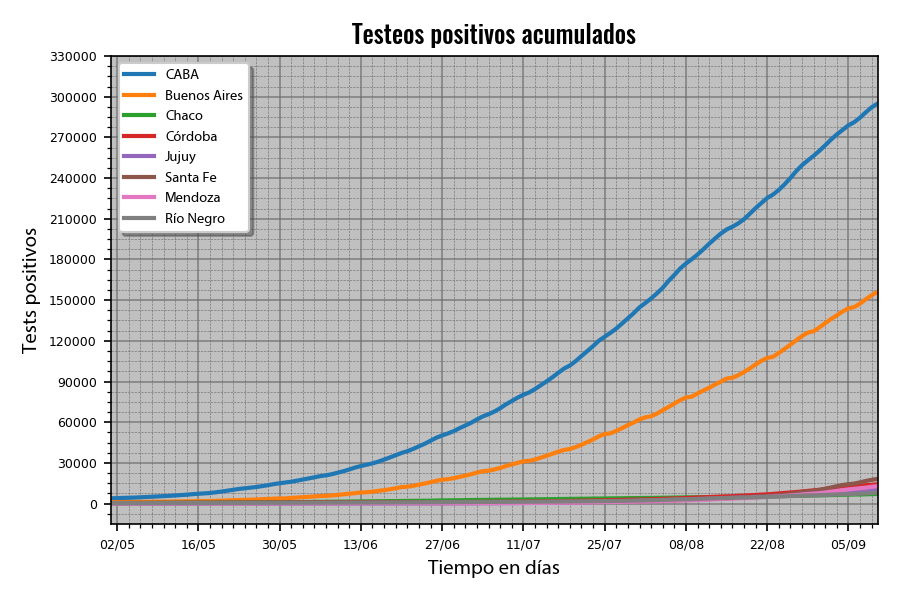 Testeos positivos acumulados
Tests positivos
330000
300000
270000
240000
210000
180000
150000
120000
90000
60000
30000
0
CABA
Buenos Aires
Chaco
Córdoba
Jujuy
Santa Fe
Mendoza
Río Negro
02/05 16/05 30/05 13/06 27/06 11/07 25/07 08/08 22/08 05/09
Tiempo en días